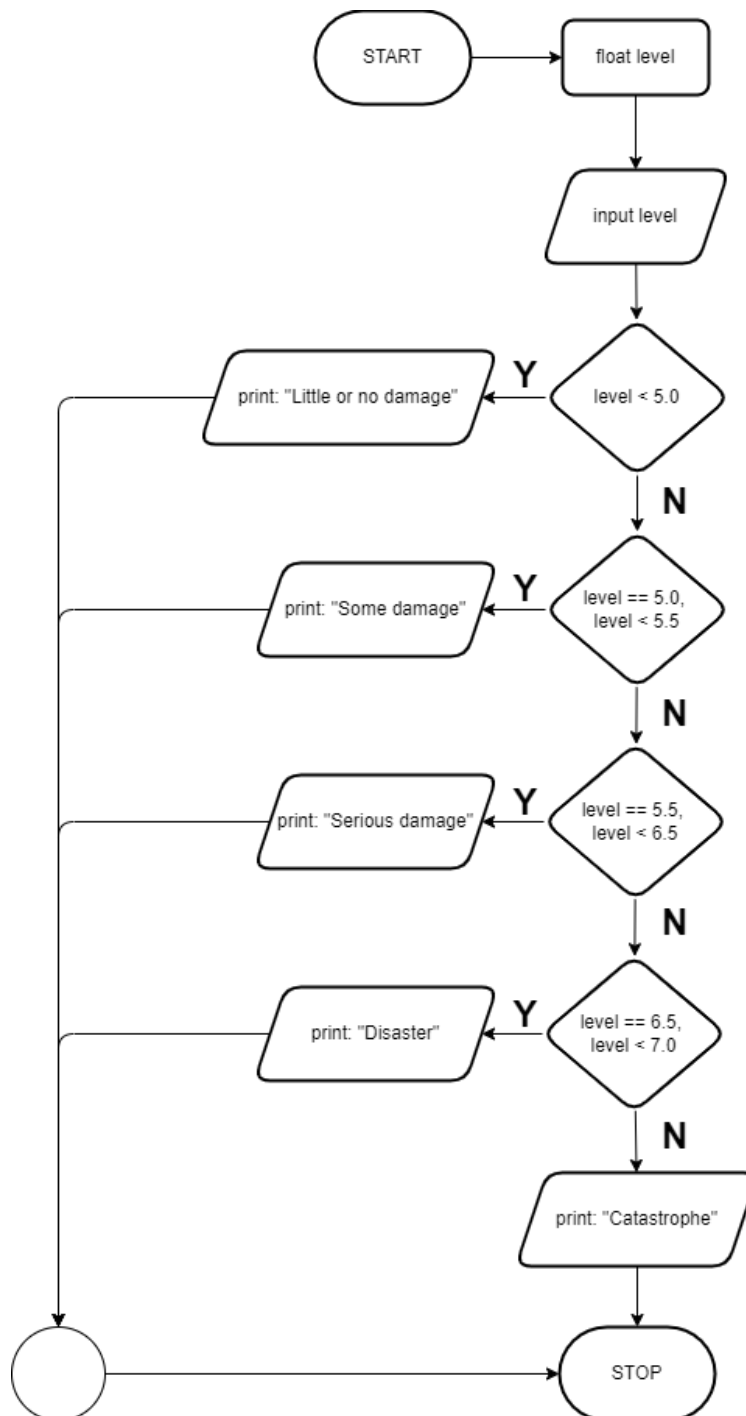 START
float level
input level
level < 5.0
Y
print: "Little or no damage"
N
level == 5.0,
level < 5.5
Y
print: "Some damage"
N
level == 5.5,
level < 6.5
Y
print: "Serious damage"
N
level == 6.5,
level < 7.0
Y
print: "Disaster"
N
print: "Catastrophe"
STOP